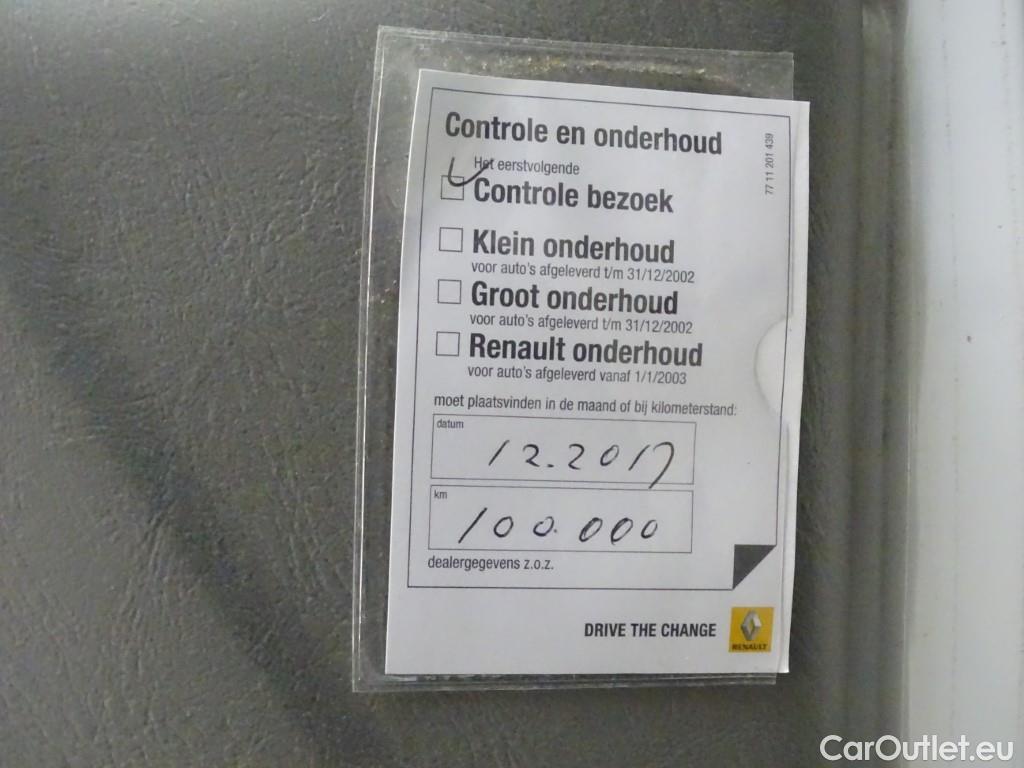 Controle en onderhoud
77 11 201 439
Het eerstvolgende
Controle bezoek
Klein onderhoud
voor auto's afgeleverd t/m 31/12/2002
Groot onderhoud
voor auto's afgeleverd t/m 31/12/2002
Renault onderhoud
voor auto's afgeleverd vanaf 1/1/2003
moet plaatsvinden in de maand of bij kilometerstand:
datum
12.2017
km
100.000
dealergegevens z.o.z.
DRIVE THE CHANGE
RENAULT
CarOutlet.eu